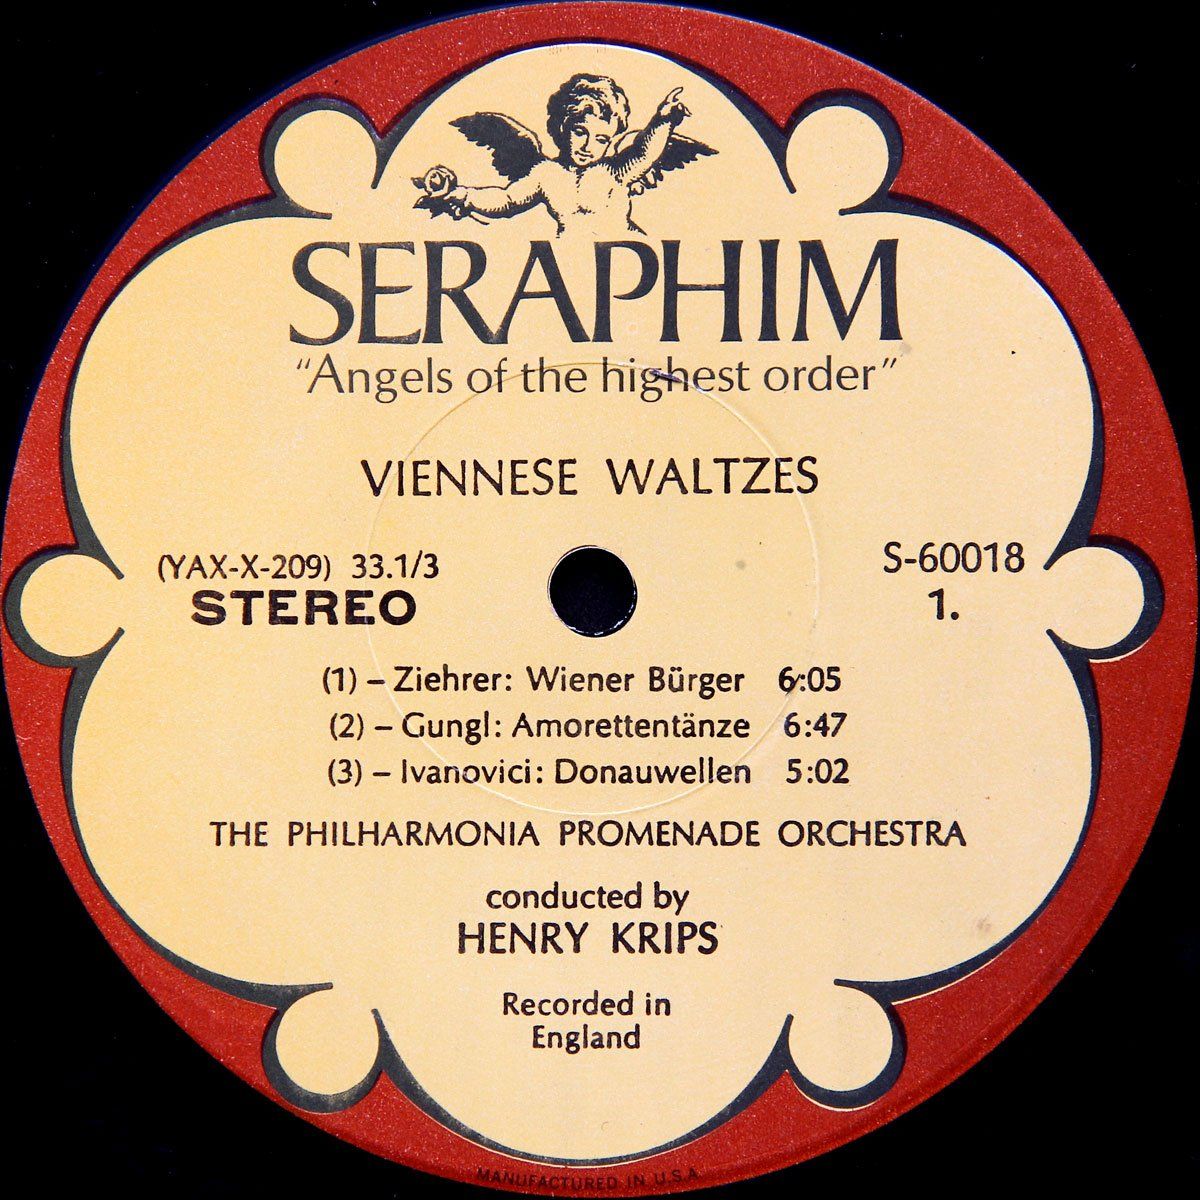 SERAPHIM
"Angels of the highest order"
VIENNESE WALTZES
(YAX-X-209) 33.1/3
STEREO
S-60018
1.
(1) – Ziehrer: Wiener Bürger 6:05
(2) – Gungl: Amorettentänze 6:47
(3) – Ivanovici: Donauwellen 5:02
THE PHILHARMONIA PROMENADE ORCHESTRA
conducted by
HENRY KRIPS
Recorded in
England
MANUFACTURED IN U.S.A.